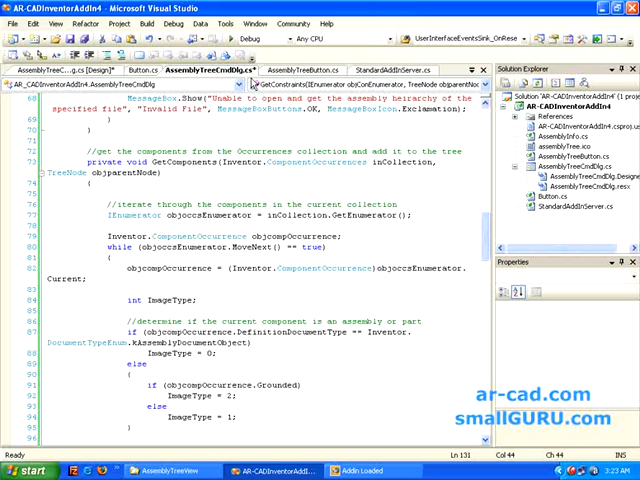 AR-CADInventorAddIn4 - Microsoft Visual Studio
File Edit View Refactor Project Build Debug Data Tools Window Community Help
Debug Any CPU UserInterfaceEventsSink_OnRese
AssemblyTreeC...g.cs [Design]* Button.cs AssemblyTreeCmdDlg.cs* AssemblyTreeButton.cs StandardAddInServer.cs
AR_CADInventorAddIn4.AssemblyTreeCmdDlg GetConstraints(IEnumerator objConEnumerator, TreeNode objparentNoc
68 MessageBox.Show("Unable to open and get the assembly heirarchy of the
specified file", "Invalid File", MessageBoxButtons.OK, MessageBoxIcon.Exclamation);
69 }
70 }
71
72 //get the components from the Occurrences collection and add it to the tree
73 private void GetComponents(Inventor.ComponentOccurrences inCollection,
TreeNode objparentNode)
74 {
75
76 //iterate through the components in the current collection
77 IEnumerator objoccsEnumerator = inCollection.GetEnumerator();
78
79 Inventor.ComponentOccurrence objcompOccurrence;
80 while (objoccsEnumerator.MoveNext() == true)
81 {
82 objcompOccurrence = (Inventor.ComponentOccurrence)objoccsEnumerator.
Current;
83
84 int ImageType;
85
86 //determine if the current component is an assembly or part
87 if (objcompOccurrence.DefinitionDocumentType == Inventor.
DocumentTypeEnum.kAssemblyDocumentObject)
88 ImageType = 0;
89 else
90 {
91 if (objcompOccurrence.Grounded)
92 ImageType = 2;
93 else
94 ImageType = 1;
95 }
96
Solution Explorer
Solution 'AR-CADInventorAddIn4'
AR-CADInventorAddIn4
References
AR-CADInventorAddIn4.csproj.us
AssemblyInfo.cs
assemblyTree.ico
AssemblyTreeButton.cs
AssemblyTreeCmdDlg.cs
AssemblyTreeCmdDlg.Designe
AssemblyTreeCmdDlg.resx
Button.cs
StandardAddInServer.cs
Properties
ar-cad.com
smallGURU.com
Ready Ln 131 Col 44 Ch 44 INS
start AssemblyTreeView AR-CADInventorAddI... Addin Loaded 3:23 AM